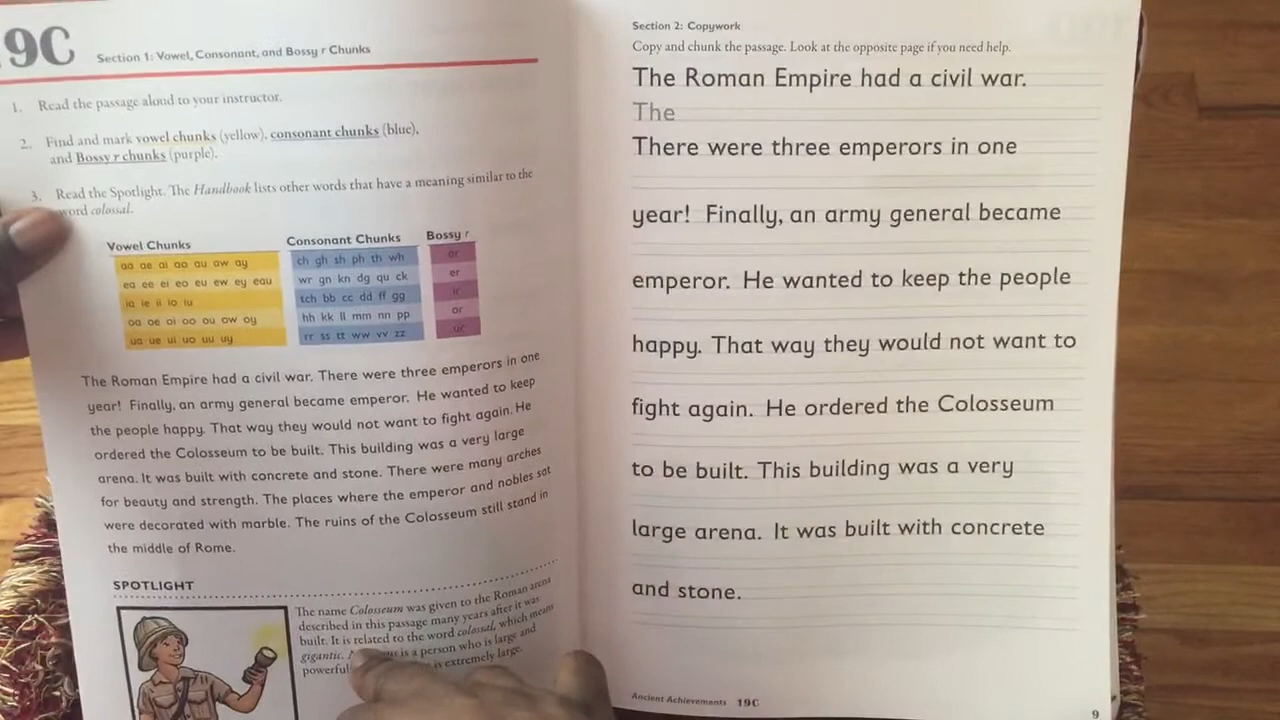 19C
Section 1: Vowel, Consonant, and Bossy r Chunks
1. Read the passage aloud to your instructor.
2. Find and mark vowel chunks (yellow), consonant chunks (blue),
and Bossy r chunks (purple).
3. Read the Spotlight. The Handbook lists other words that have a meaning similar to the
word colossal.
Vowel Chunks
aa ae ai ao au aw ay
ea ee ei eo eu ew ey eau
ia ie ii io iu
oa oe oi oo ou ow oy
ua ue ui uo uu uy
Consonant Chunks
ch gh sh ph th wh
wr gn kn dg qu ck
tch bb cc dd ff gg
hh kk ll mm nn pp
rr ss tt ww vv zz
Bossy r
ar
er
ir
or
ur
The Roman Empire had a civil war. There were three emperors in one
year! Finally, an army general became emperor. He wanted to keep
the people happy. That way they would not want to fight again. He
ordered the Colosseum to be built. This building was a very large
arena. It was built with concrete and stone. There were many arches
for beauty and strength. The places where the emperor and nobles sat
were decorated with marble. The ruins of the Colosseum still stand in
the middle of Rome.
SPOTLIGHT
The name Colosseum was given to the Roman arena
described in this passage many years after it was
built. It is related to the word colossal, which means
gigantic. is a person who is large and
powerful is extremely large.
Section 2: Copywork
Copy and chunk the passage. Look at the opposite page if you need help.
The Roman Empire had a civil war.
The
There were three emperors in one
year! Finally, an army general became
emperor. He wanted to keep the people
happy. That way they would not want to
fight again. He ordered the Colosseum
to be built. This building was a very
large arena. It was built with concrete
and stone.
Ancient Achievements 19C
9